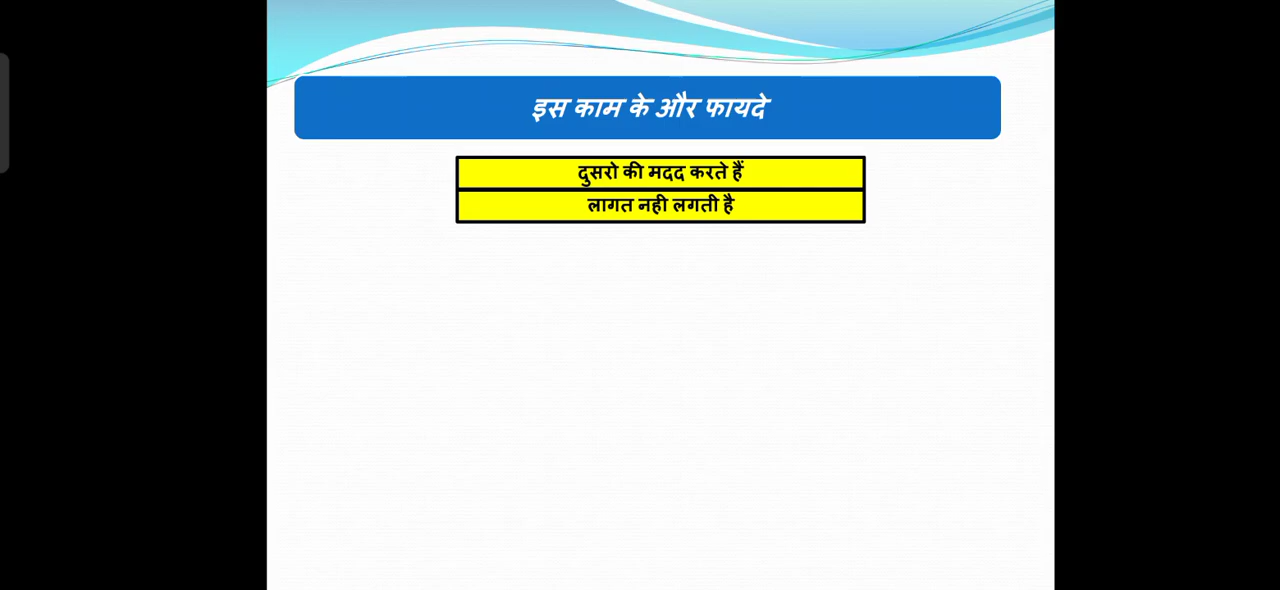 इस काम के और फायदे
दुसरो की मदद करते हैं
लागत नही लगती है